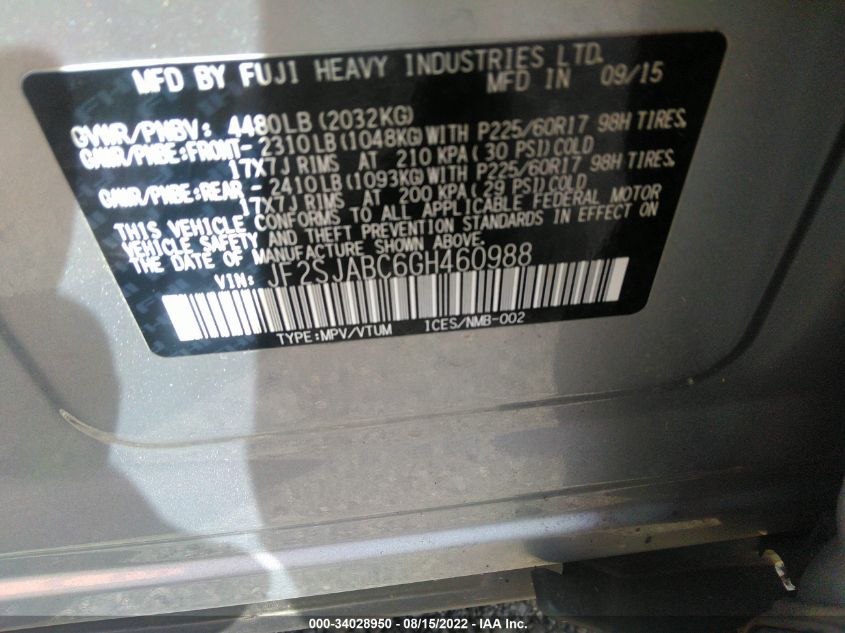 MFD BY FUJI HEAVY INDUSTRIES LTD.
MFD IN 09/15
GVWR/PNBV: 4480LB (2032KG)
GAWR/PNBE:FRONT- 2310LB (1048KG) WITH P225/60R17 98H TIRES,
17X7J RIMS AT 210 KPA (30 PSI) COLD
GAWR/PNBE:REAR - 2410LB (1093KG) WITH P225/60R17 98H TIRES,
17X7J RIMS AT 200 KPA (29 PSI) COLD
THIS VEHICLE CONFORMS TO ALL APPLICABLE FEDERAL MOTOR
VEHICLE SAFETY AND THEFT PREVENTION STANDARDS IN EFFECT ON
THE DATE OF MANUFACTURE SHOWN ABOVE.
VIN: JF2SJABC6GH460988
TYPE:MPV/VTUM ICES/NMB-002
000-34028950 - 08/15/2022 - IAA Inc.